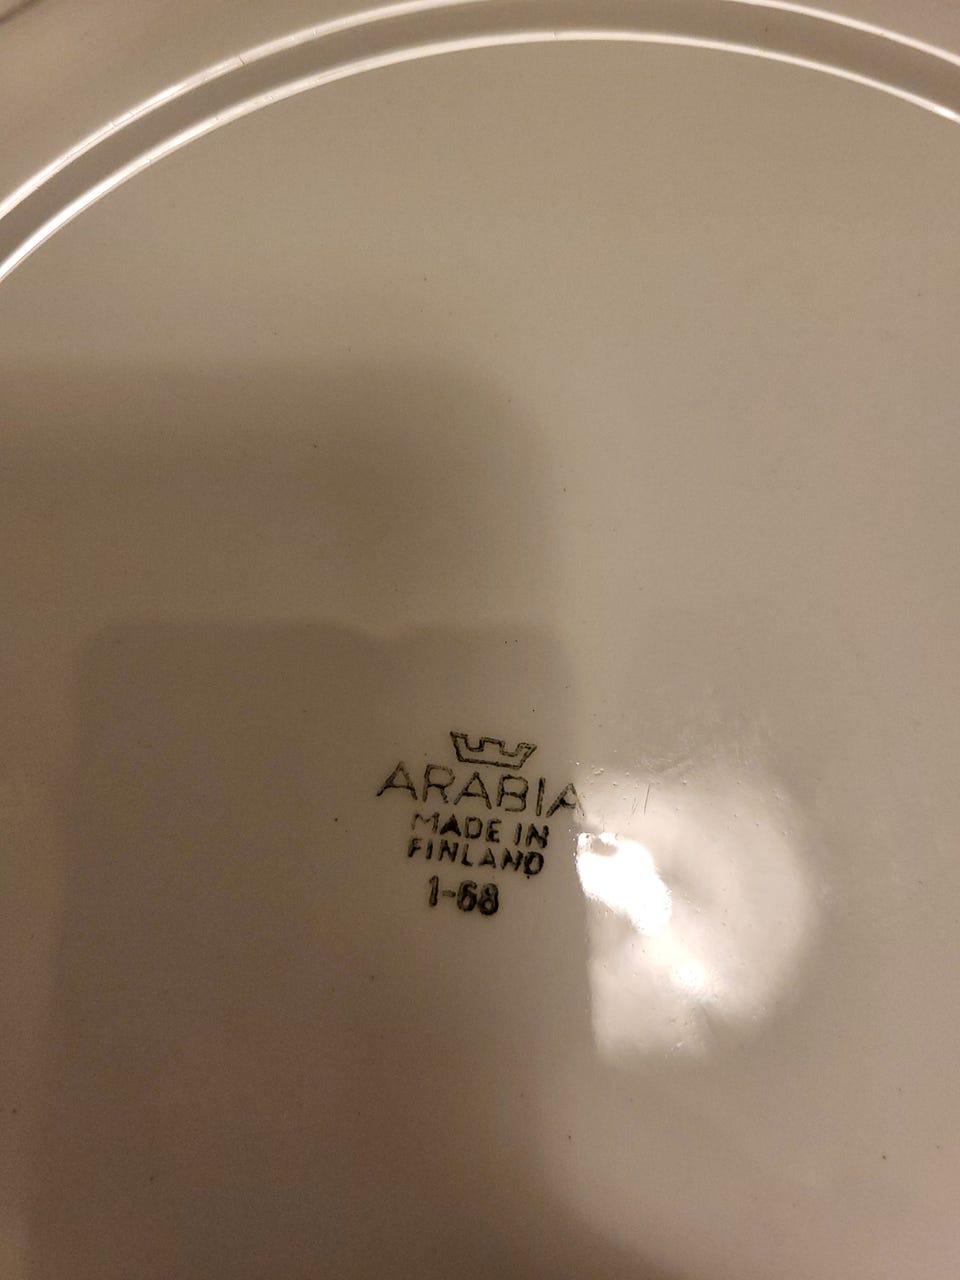 ARABIA
MADE IN
FINLAND
1-68